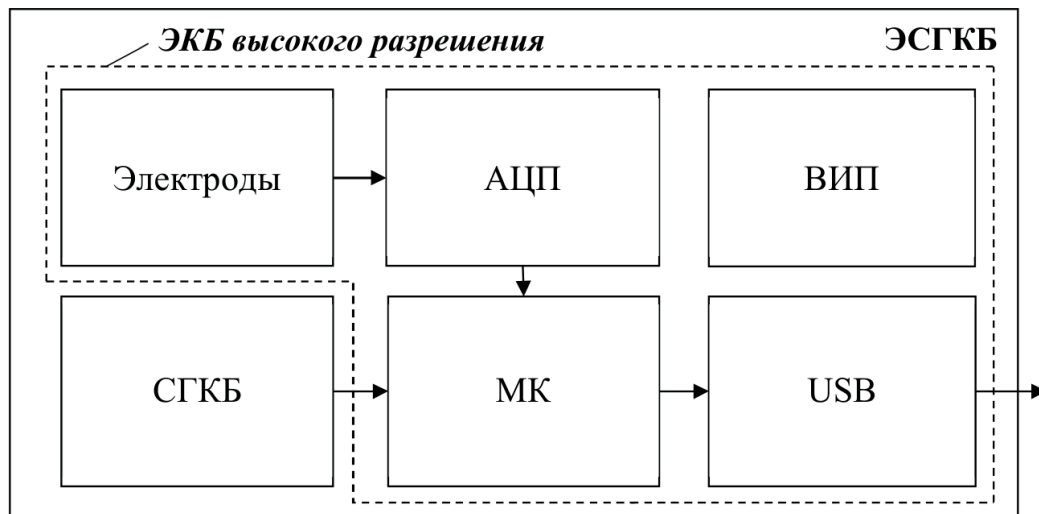 ЭКБ высокого разрешения
ЭСГКБ
Электроды
АЦП
ВИП
СГКБ
МК
USB